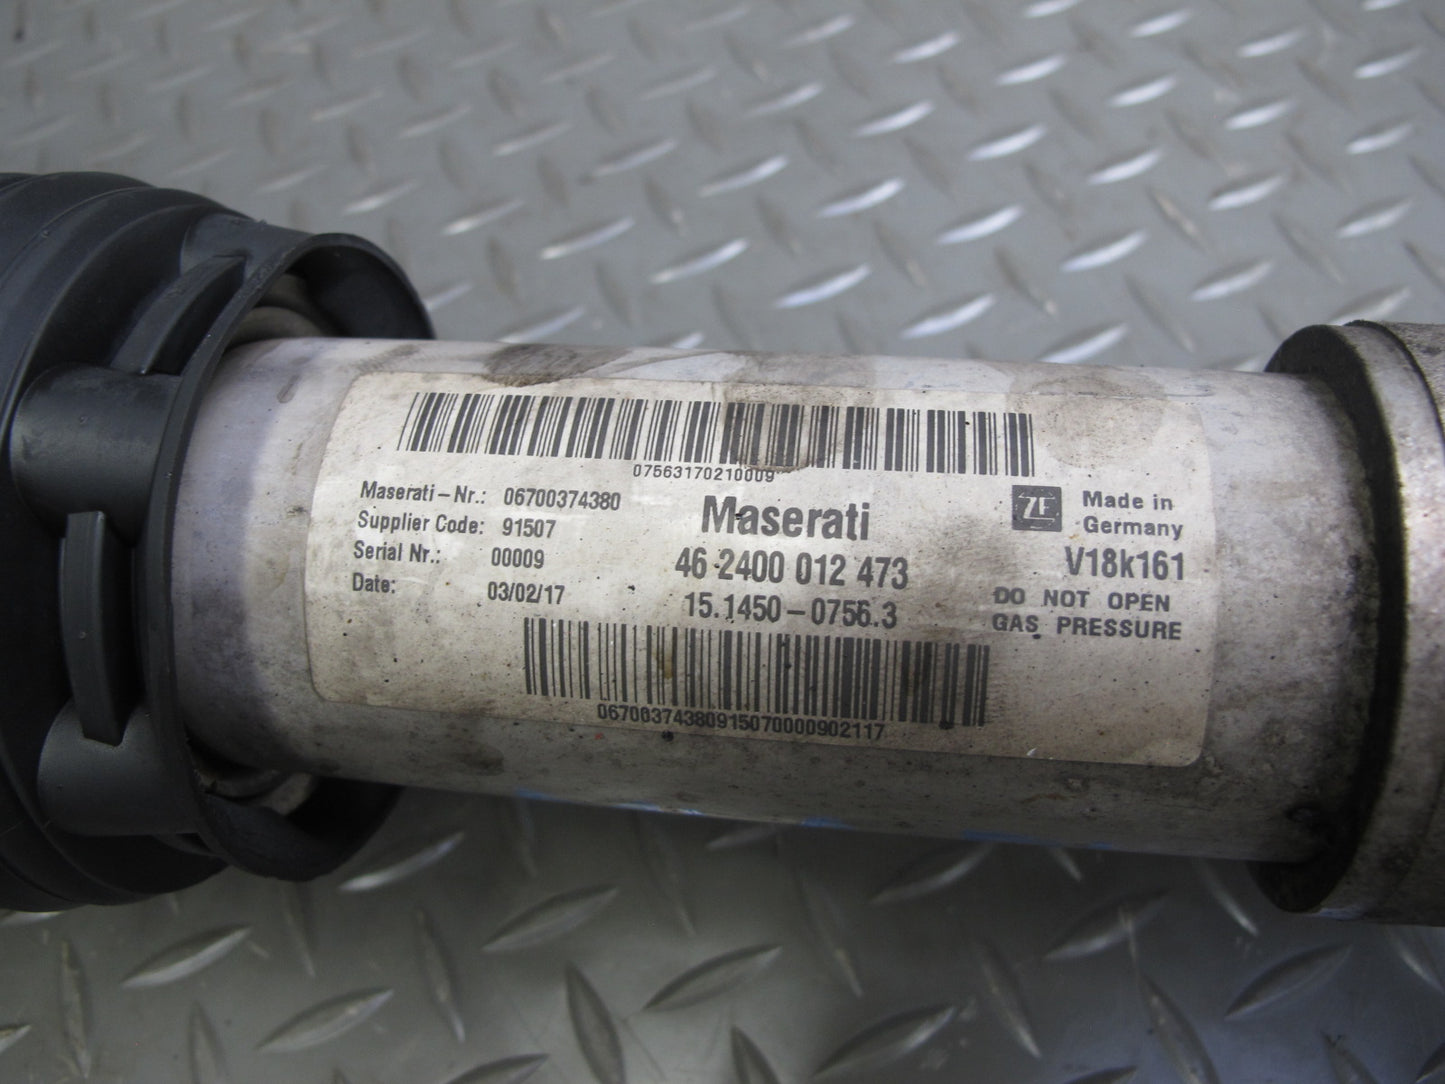 07563170210009
Maserati-Nr.: 06700374380
Supplier Code: 91507
Serial Nr.: 00009
Date: 03/02/17
Maserati
46 2400 012 473
15.1450-0756.3
ZF Made in
Germany
V18k161
DO NOT OPEN
GAS PRESSURE
06700374380915070000902117